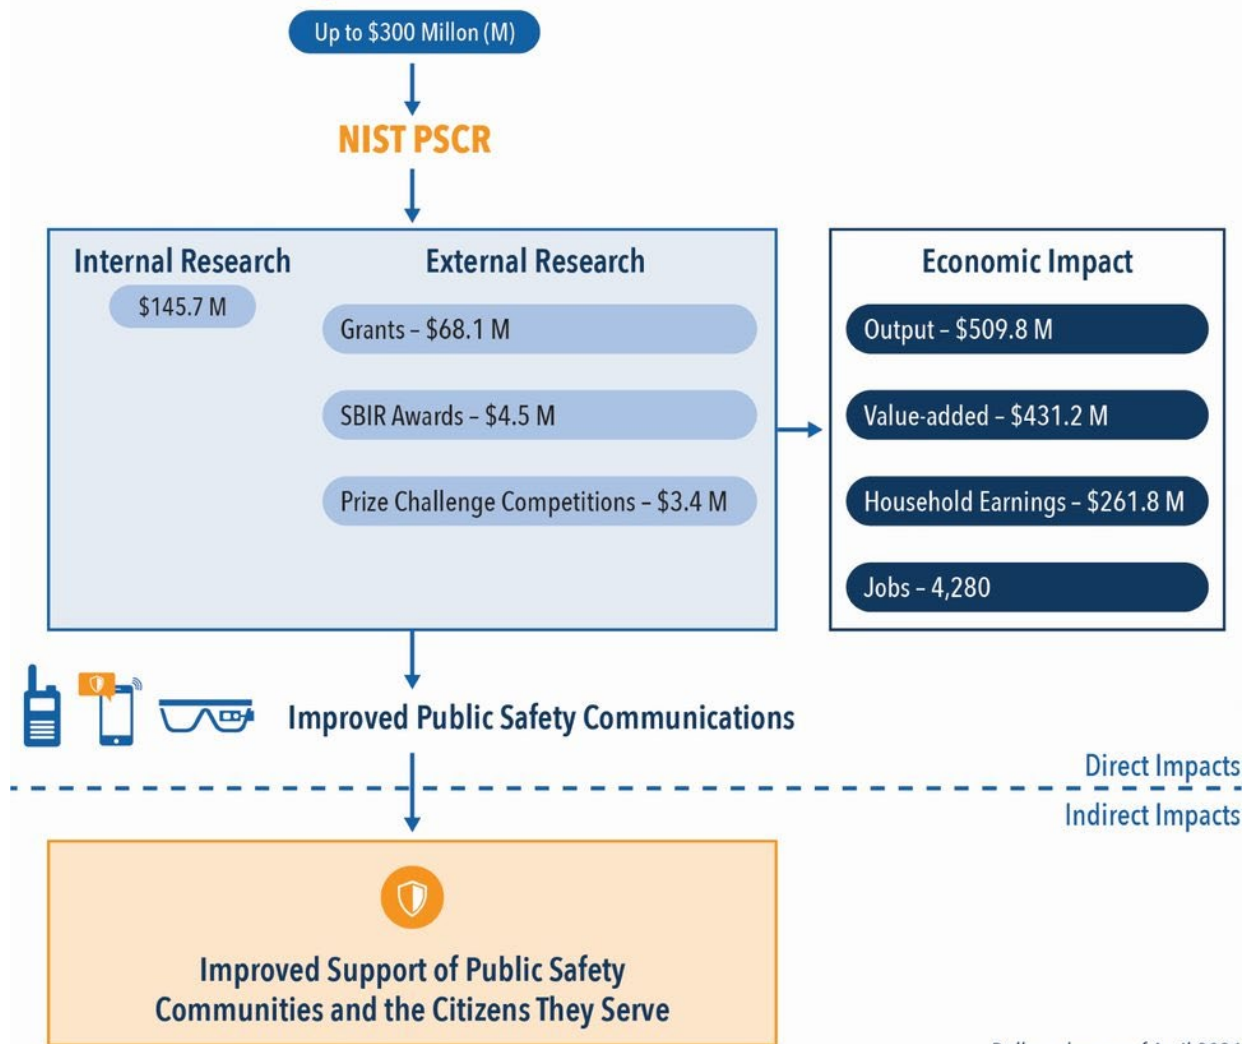 Up to $300 Millon (M)
NIST PSCR
Internal Research
$145.7 M
External Research
Grants – $68.1 M
SBIR Awards – $4.5 M
Prize Challenge Competitions – $3.4 M
Economic Impact
Output – $509.8 M
Value-added – $431.2 M
Household Earnings – $261.8 M
Jobs – 4,280
Improved Public Safety Communications
Direct Impacts
Indirect Impacts
Improved Support of Public Safety
Communities and the Citizens They Serve